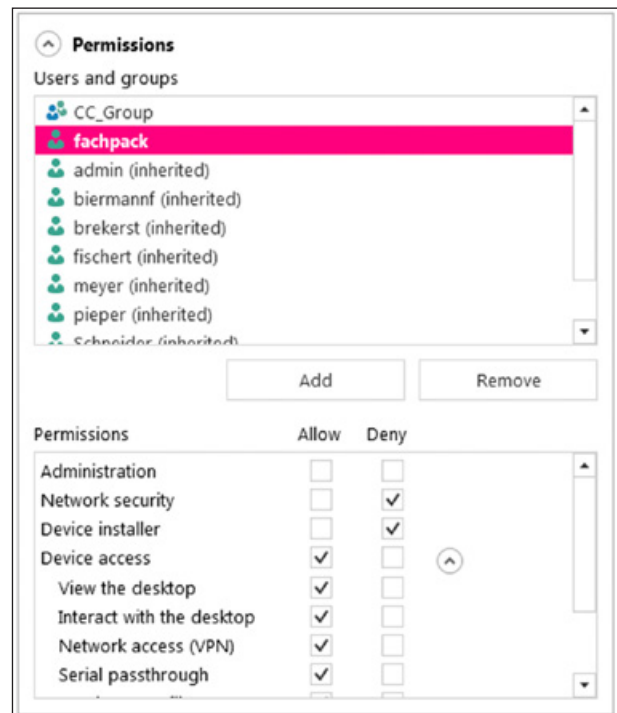 Permissions
Users and groups
CC_Group
fachpack
admin (inherited)
biermannf (inherited)
brekerst (inherited)
fischert (inherited)
meyer (inherited)
pieper (inherited)
Schneider (inherited)
Add Remove
Permissions Allow Deny
Administration
Network security
Device installer
Device access
View the desktop
Interact with the desktop
Network access (VPN)
Serial passthrough